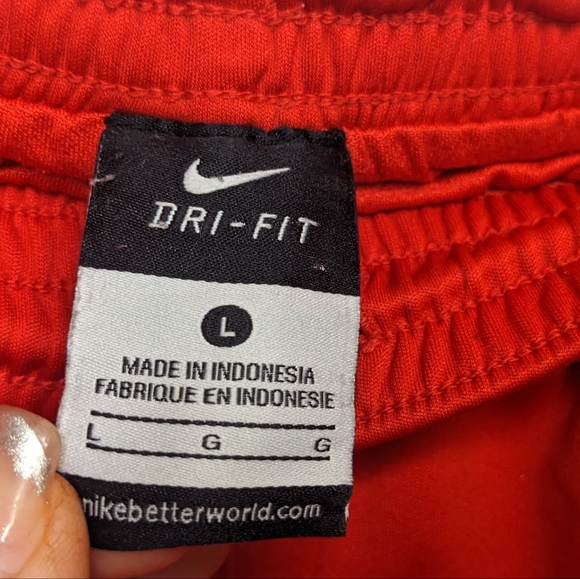 DRI-FIT
L
MADE IN INDONESIA
FABRIQUE EN INDONESIE
L G G
nikebetterworld.com